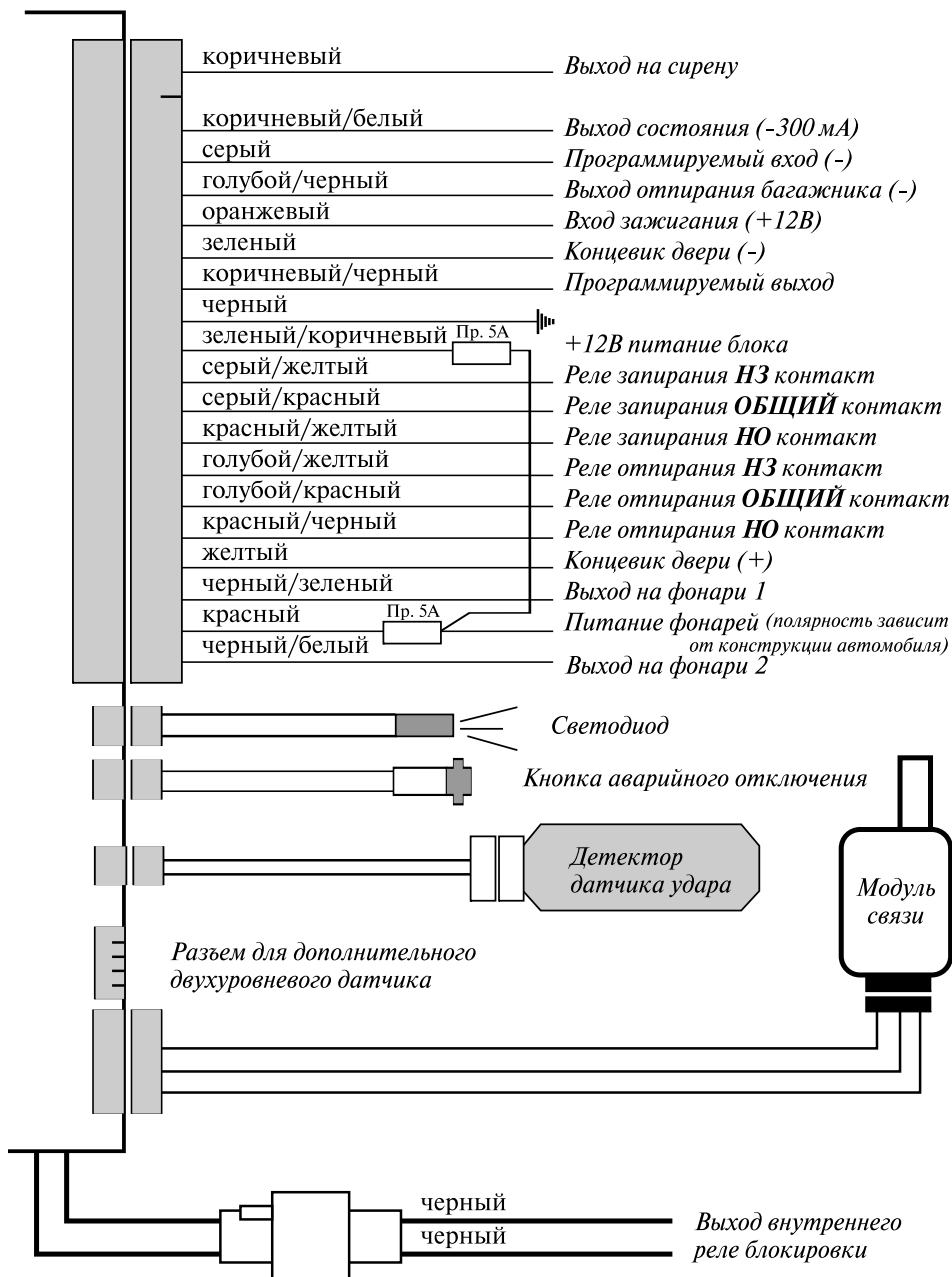 коричневый Выход на сирену
коричневый/белый Выход состояния (-300 мА)
серый Программируемый вход (-)
голубой/черный Выход отпирания багажника (-)
оранжевый Вход зажигания (+12В)
зеленый Концевик двери (-)
коричневый/черный Программируемый выход
черный
зеленый/коричневый Пр. 5А +12В питание блока
серый/желтый Реле запирания НЗ контакт
серый/красный Реле запирания ОБЩИЙ контакт
красный/желтый Реле запирания НО контакт
голубой/желтый Реле отпирания НЗ контакт
голубой/красный Реле отпирания ОБЩИЙ контакт
красный/черный Реле отпирания НО контакт
желтый Концевик двери (+)
черный/зеленый Выход на фонари 1
красный Пр. 5А Питание фонарей (полярность зависит
от конструкции автомобиля)
черный/белый Выход на фонари 2
Светодиод
Кнопка аварийного отключения
Детектор
датчика удара
Модуль
связи
Разъем для дополнительного
двухуровневого датчика
черный
черный
Выход внутреннего
реле блокировки